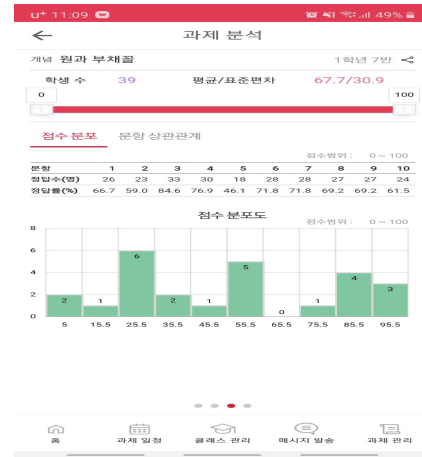 U+ 11:09
49%
과제 분석
개념 원과 부채꼴 1학년 7반
학생 수 39 평균/표준편차 67.7/30.9
0 100
점수 분포 문항 상관관계
점수범위 : 0 ~ 100
문항 1 2 3 4 5 6 7 8 9 10
정답수(명) 26 23 33 30 18 28 28 27 27 24
정답률(%) 66.7 59.0 84.6 76.9 46.1 71.8 71.8 69.2 69.2 61.5
점수 분포도
점수범위 : 0 ~ 100
8
6
4
2
0
2 1 6 2 1 5 0 1 4 3
5 15.5 25.5 35.5 45.5 55.5 65.5 75.5 85.5 95.5
홈 과제 일정 클래스 관리 메시지 발송 과제 관리